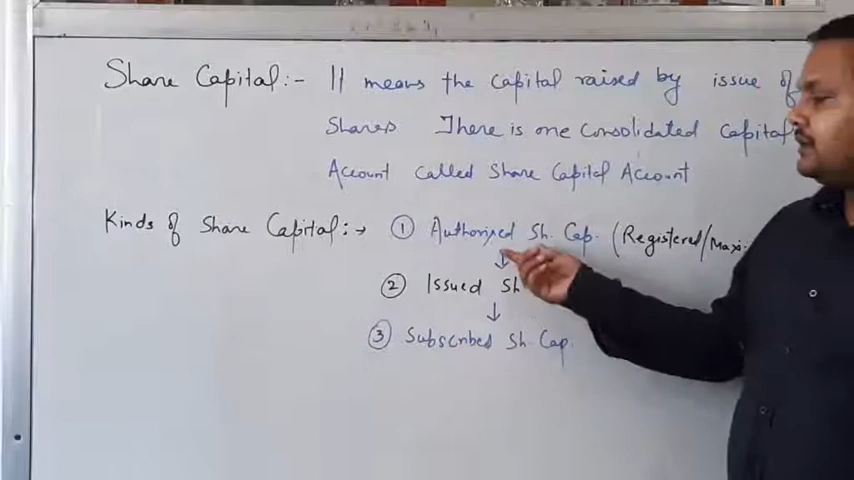 Share Capital :- It means the Capital raised by issue of
Shares There is one Consolidated Capital
Account called Share Capital Account
Kinds of Share Capital :→ ① Authorised Sh. Cap. (Registered/Maxi.
↓
② Issued Sh
↓
③ Subscribed Sh. Cap.